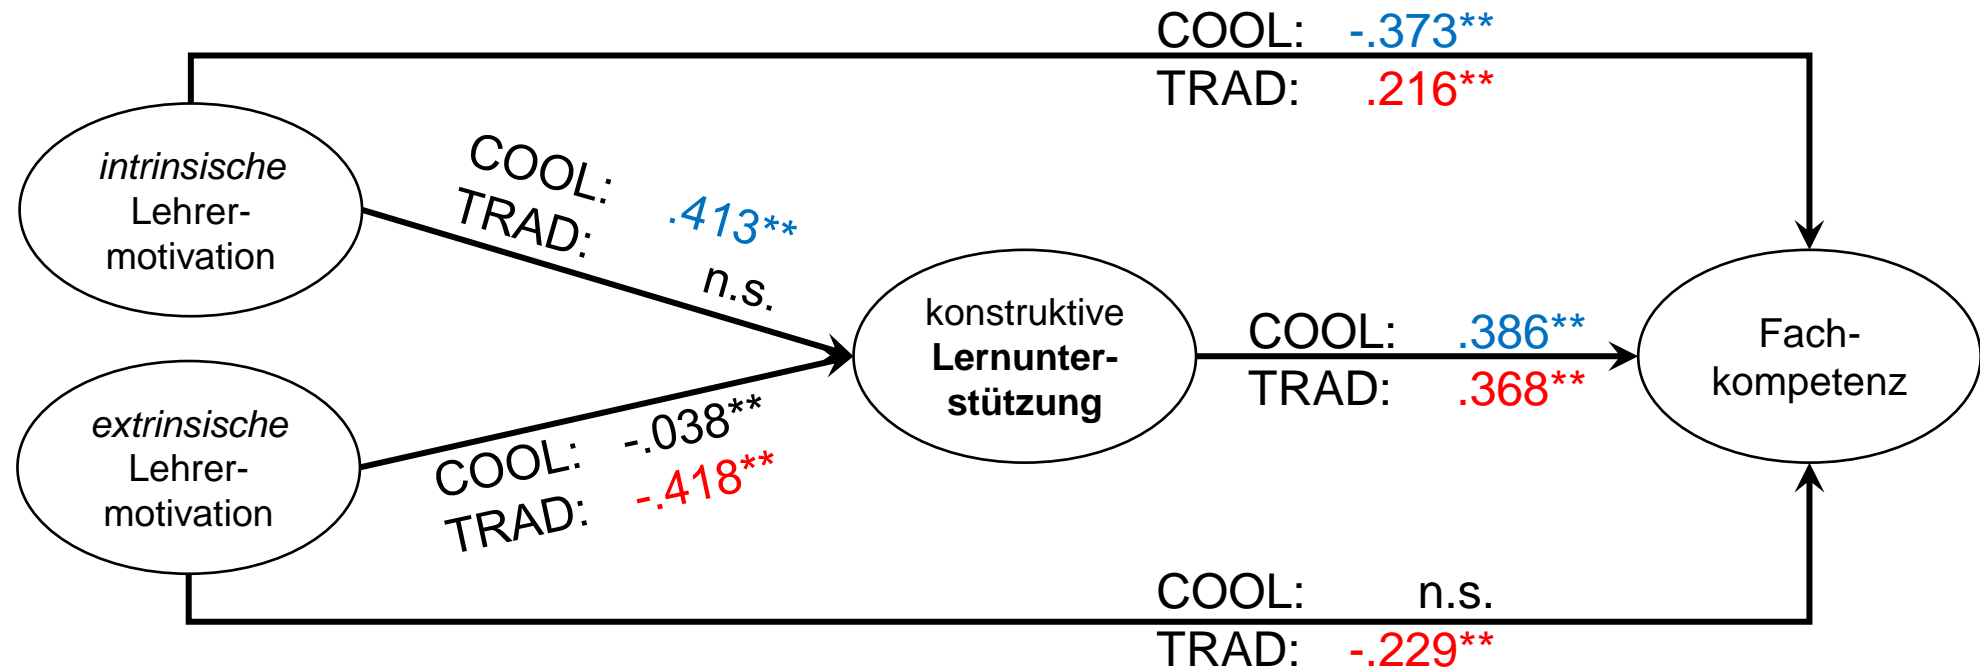 COOL: -.373**
TRAD: .216**
intrinsische
Lehrer-
motivation
COOL: .413**
TRAD: n.s.
konstruktive
Lernunter-
stützung
COOL: .386**
TRAD: .368**
Fach-
kompetenz
extrinsische
Lehrer-
motivation
COOL: -.038**
TRAD: -.418**
COOL: n.s.
TRAD: -.229**